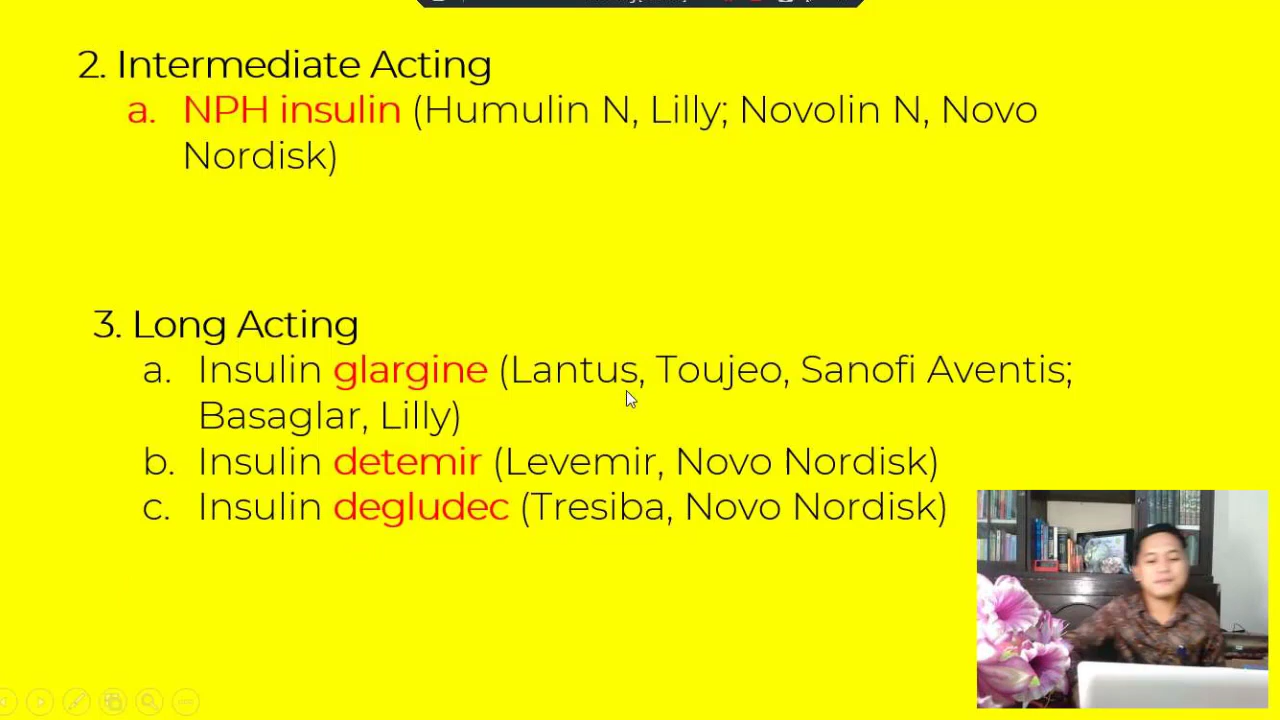 2. Intermediate Acting
a. NPH insulin (Humulin N, Lilly; Novolin N, Novo
Nordisk)
3. Long Acting
a. Insulin glargine (Lantus, Toujeo, Sanofi Aventis;
Basaglar, Lilly)
b. Insulin detemir (Levemir, Novo Nordisk)
c. Insulin degludec (Tresiba, Novo Nordisk)